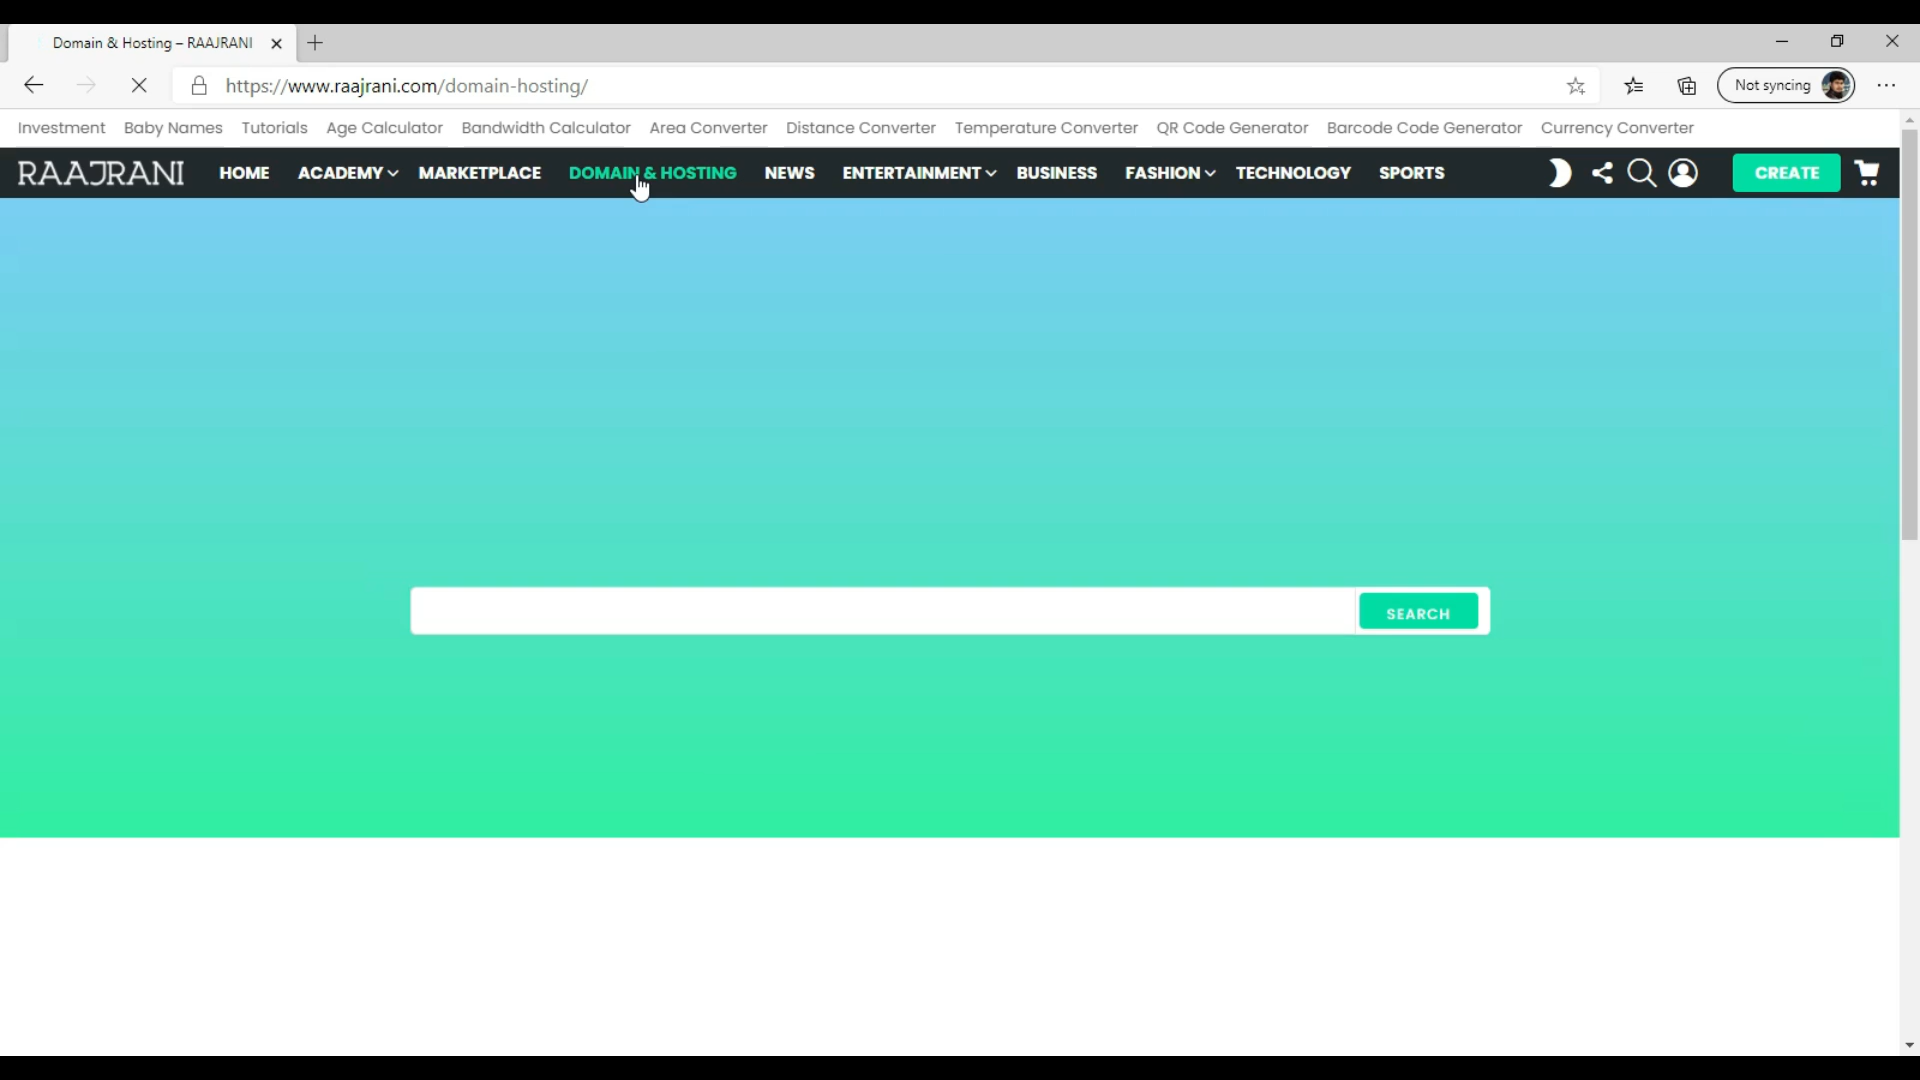 Domain & Hosting – RAAJRANI
https://www.raajrani.com/domain-hosting/
Not syncing
Investment Baby Names Tutorials Age Calculator Bandwidth Calculator Area Converter Distance Converter Temperature Converter QR Code Generator Barcode Code Generator Currency Converter
RAAJRANI HOME ACADEMY MARKETPLACE DOMAIN & HOSTING NEWS ENTERTAINMENT BUSINESS FASHION TECHNOLOGY SPORTS CREATE
SEARCH